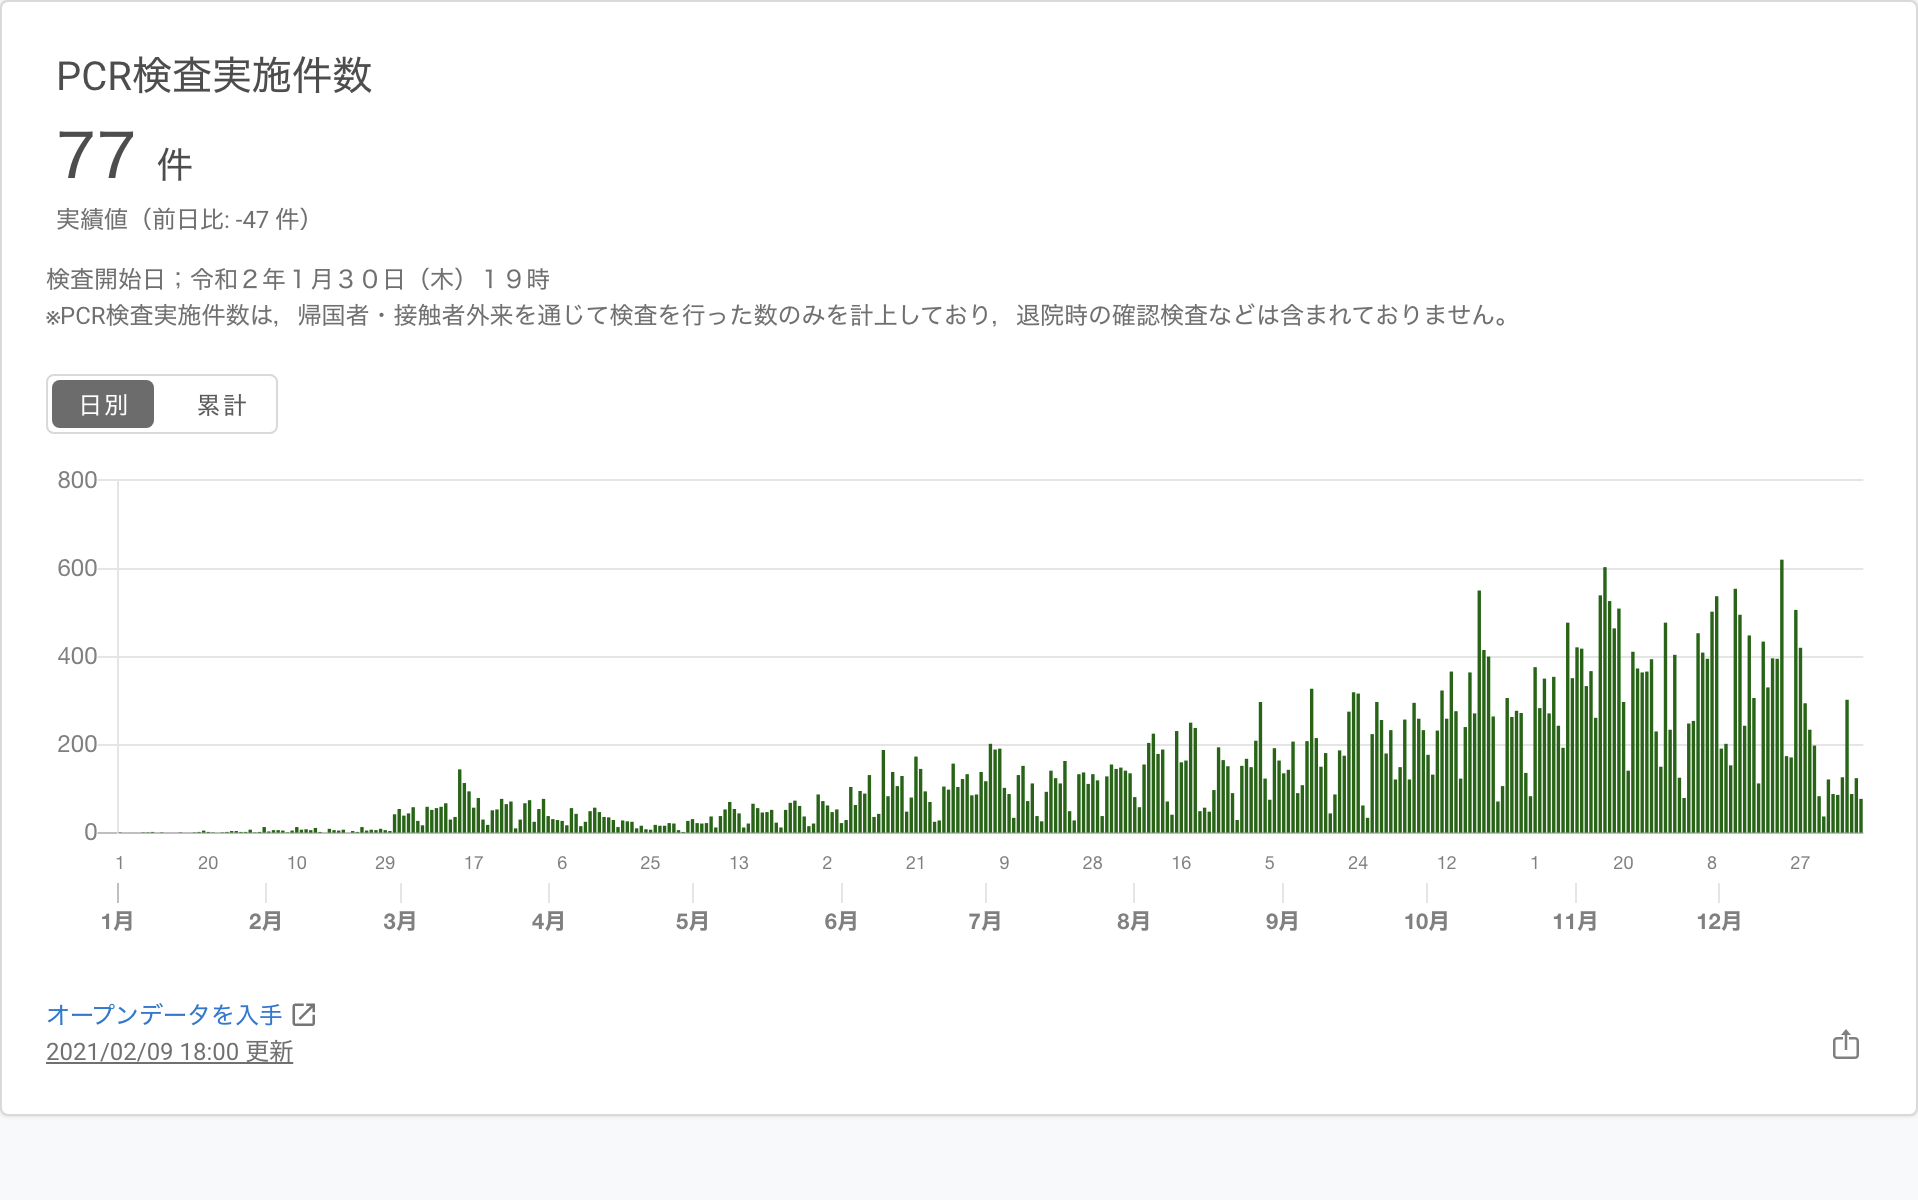 PCR検査実施件数
77 件
実績値（前日比: -47 件）
検査開始日；令和２年１月３０日（木）１９時
※PCR検査実施件数は，帰国者・接触者外来を通じて検査を行った数のみを計上しており，退院時の確認検査などは含まれておりません。
日別 累計
800
600
400
200
0
1 20 10 29 17 6 25 13 2 21 9 28 16 5 24 12 1 20 8 27
1月 2月 3月 4月 5月 6月 7月 8月 9月 10月 11月 12月
オープンデータを入手
2021/02/09 18:00 更新